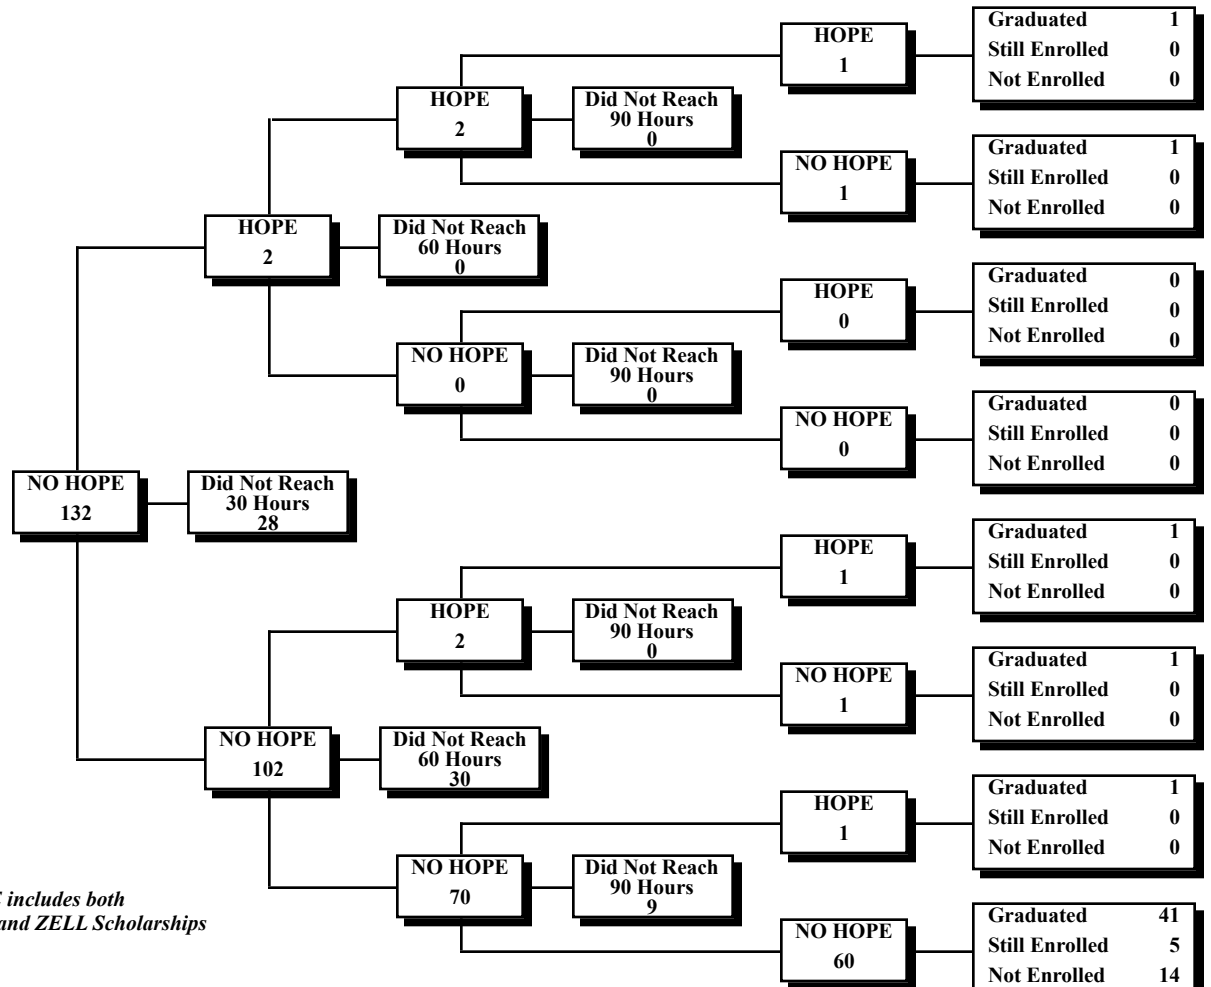 Graduated 1
HOPE
Still Enrolled 0
1
Not Enrolled 0
HOPE
2
Did Not Reach
90 Hours
0
Graduated 1
NO HOPE
Still Enrolled 0
1
Not Enrolled 0
HOPE
2
Did Not Reach
60 Hours
0
Graduated 0
HOPE
Still Enrolled 0
0
Not Enrolled 0
NO HOPE
0
Did Not Reach
90 Hours
0
Graduated 0
NO HOPE
Still Enrolled 0
0
Not Enrolled 0
NO HOPE
132
Did Not Reach
30 Hours
28
Graduated 1
HOPE
Still Enrolled 0
1
Not Enrolled 0
HOPE
2
Did Not Reach
90 Hours
0
Graduated 1
NO HOPE
Still Enrolled 0
1
Not Enrolled 0
NO HOPE
102
Did Not Reach
60 Hours
30
Graduated 1
HOPE
Still Enrolled 0
1
Not Enrolled 0
NO HOPE
70
Did Not Reach
90 Hours
9
includes both
and ZELL Scholarships
Graduated 41
NO HOPE
Still Enrolled 5
60
Not Enrolled 14